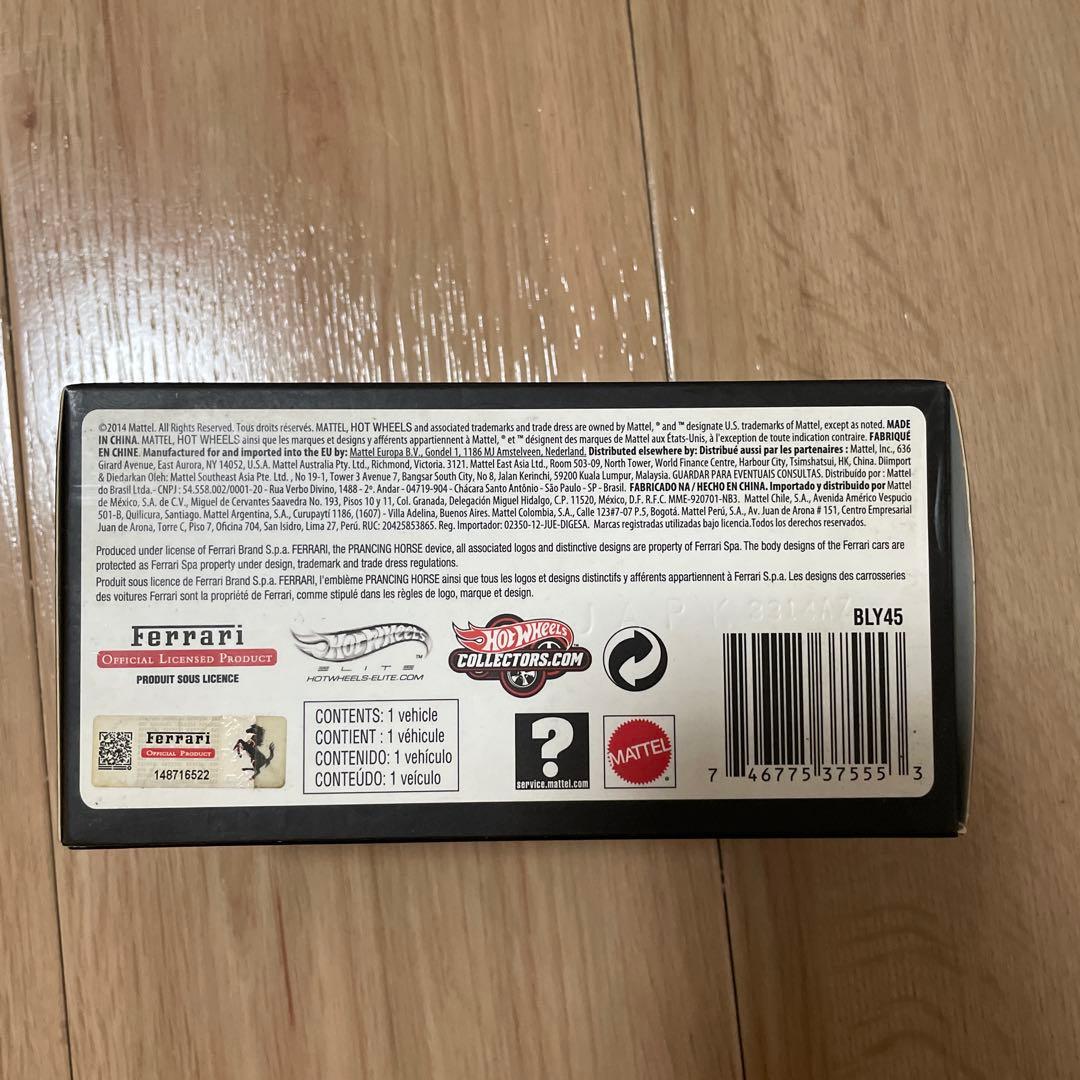 ©2014 Mattel. All Rights Reserved. Tous droits réservés. MATTEL, HOT WHEELS and associated trademarks and trade dress are owned by Mattel, ® and ™ designate U.S. trademarks of Mattel, except as noted. MADE
IN CHINA. MATTEL, HOT WHEELS ainsi que les marques et designs y afférents appartiennent à Mattel, ® et ™ désignent des marques de Mattel aux États-Unis, à l'exception de toute indication contraire. FABRIQUÉ
EN CHINE. Manufactured for and imported into the EU by: Mattel Europa B.V., Gondel 1, 1186 MJ Amstelveen, Nederland. Distributed elsewhere by: Distribué aussi par les partenaires : Mattel, Inc., 636
Girard Avenue, East Aurora, NY 14052, U.S.A. Mattel Australia Pty. Ltd., Richmond, Victoria. 3121. Mattel East Asia Ltd., Room 503-09, North Tower, World Finance Centre, Harbour City, Tsimshatsui, HK, China. Diimport
& Diedarkan Oleh: Mattel Southeast Asia Pte. Ltd. , No 19-1, Tower 3 Avenue 7, Bangsar South City, No 8, Jalan Kerinchi, 59200 Kuala Lumpur, Malaysia. GUARDAR PARA EVENTUAIS CONSULTAS. Distribuído por : Mattel
do Brasil Ltda.- CNPJ : 54.558.002/0001-20 - Rua Verbo Divino, 1488 - 2º. Andar - 04719-904 - Chácara Santo Antônio - São Paulo - SP - Brasil. FABRICADO NA / HECHO EN CHINA. Importado y distribuido por Mattel
de México, S.A. de C.V., Miguel de Cervantes Saavedra No. 193, Pisos 10 y 11, Col. Granada, Delegación Miguel Hidalgo, C.P. 11520, México, D.F. R.F.C. MME-920701-NB3. Mattel Chile, S.A., Avenida Américo Vespucio
501-B, Quilicura, Santiago. Mattel Argentina, S.A., Curupaytí 1186, (1607) - Villa Adelina, Buenos Aires. Mattel Colombia, S.A., Calle 123#7-07 P.5, Bogotá. Mattel Perú, S.A., Av. Juan de Arona # 151, Centro Empresarial
Juan de Arona, Torre C, Piso 7, Oficina 704, San Isidro, Lima 27, Perú. RUC: 20425853865. Reg. Importador: 02350-12-JUE-DIGESA. Marcas registradas utilizadas bajo licencia.Todos los derechos reservados.
Produced under license of Ferrari Brand S.p.a. FERRARI, the PRANCING HORSE device, all associated logos and distinctive designs are property of Ferrari Spa. The body designs of the Ferrari cars are
protected as Ferrari Spa property under design, trademark and trade dress regulations.
Produit sous licence de Ferrari Brand S.p.a. FERRARI, l'emblème PRANCING HORSE ainsi que tous les logos et designs distinctifs y afférents appartiennent à Ferrari S.p.a. Les designs des carrosseries
des voitures Ferrari sont la propriété de Ferrari, comme stipulé dans les règles de logo, marque et design.
Ferrari
OFFICIAL LICENSED PRODUCT
PRODUIT SOUS LICENCE
HOT WHEELS™
ELITE
HOTWHEELS-ELITE.COM
HOT WHEELS™
COLLECTORS.COM
BLY45
Ferrari
OFFICIAL PRODUCT
148716522
CONTENTS: 1 vehicle
CONTIENT : 1 véhicule
CONTENIDO: 1 vehículo
CONTEÚDO: 1 veículo
?
service.mattel.com
MATTEL®
7 46775 37555 3